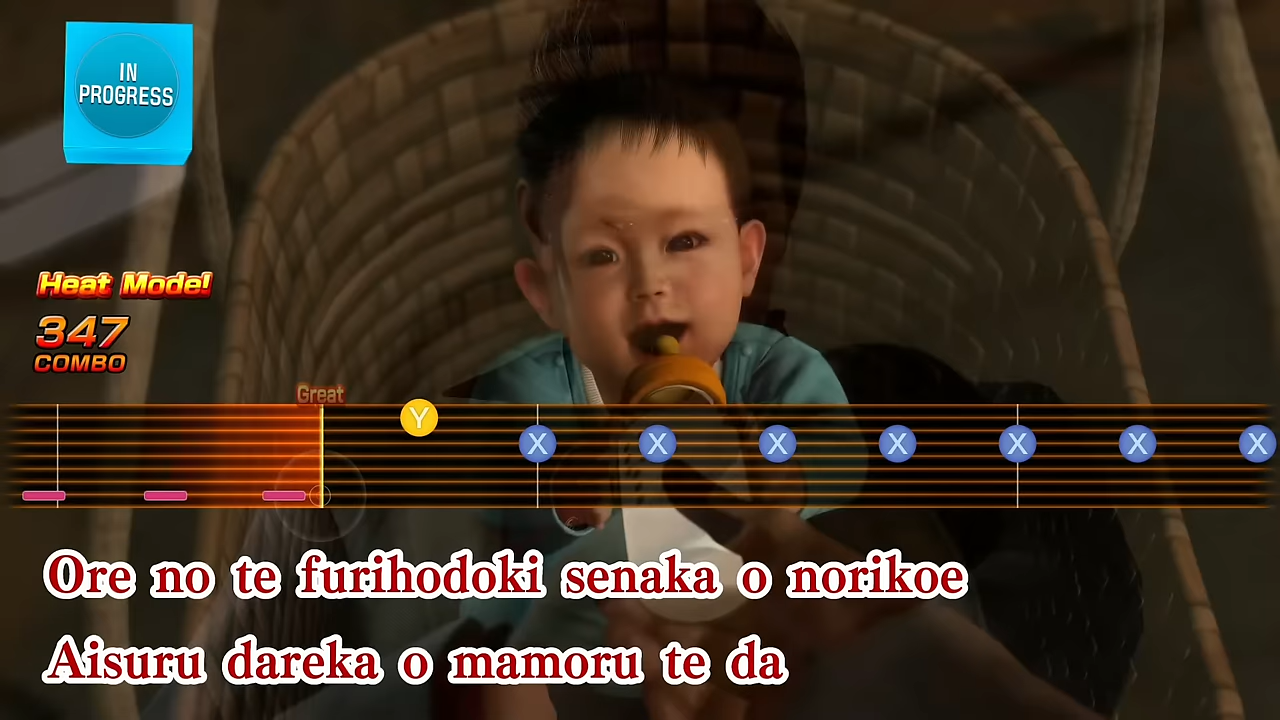 IN
PROGRESS
Heat Mode!
347
COMBO
Great
Y
X X X X X X X
Ore no te furihodoki senaka o norikoe
Aisuru dareka o mamoru te da